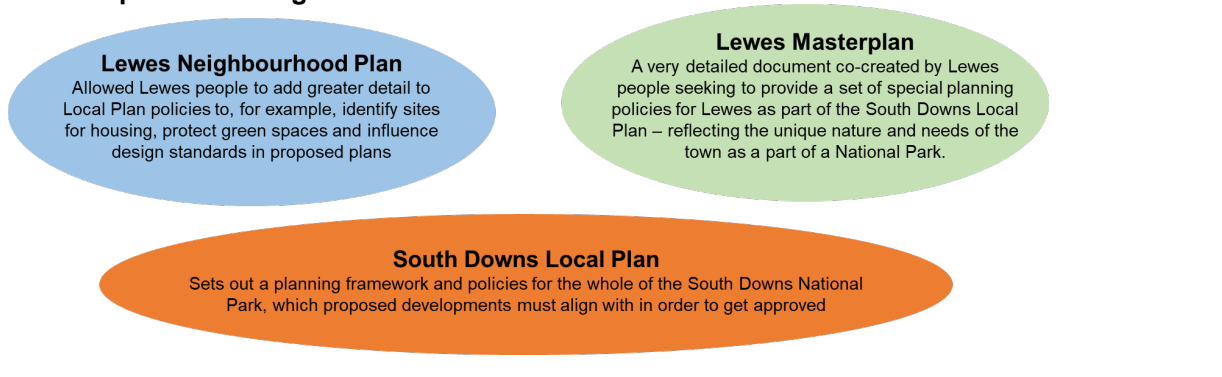 Lewes Neighbourhood Plan
Allowed Lewes people to add greater detail to
Local Plan policies to, for example, identify sites
for housing, protect green spaces and influence
design standards in proposed plans
Lewes Masterplan
A very detailed document co-created by Lewes
people seeking to provide a set of special planning
policies for Lewes as part of the South Downs Local
Plan – reflecting the unique nature and needs of the
town as a part of a National Park.
South Downs Local Plan
Sets out a planning framework and policies for the whole of the South Downs National
Park, which proposed developments must align with in order to get approved